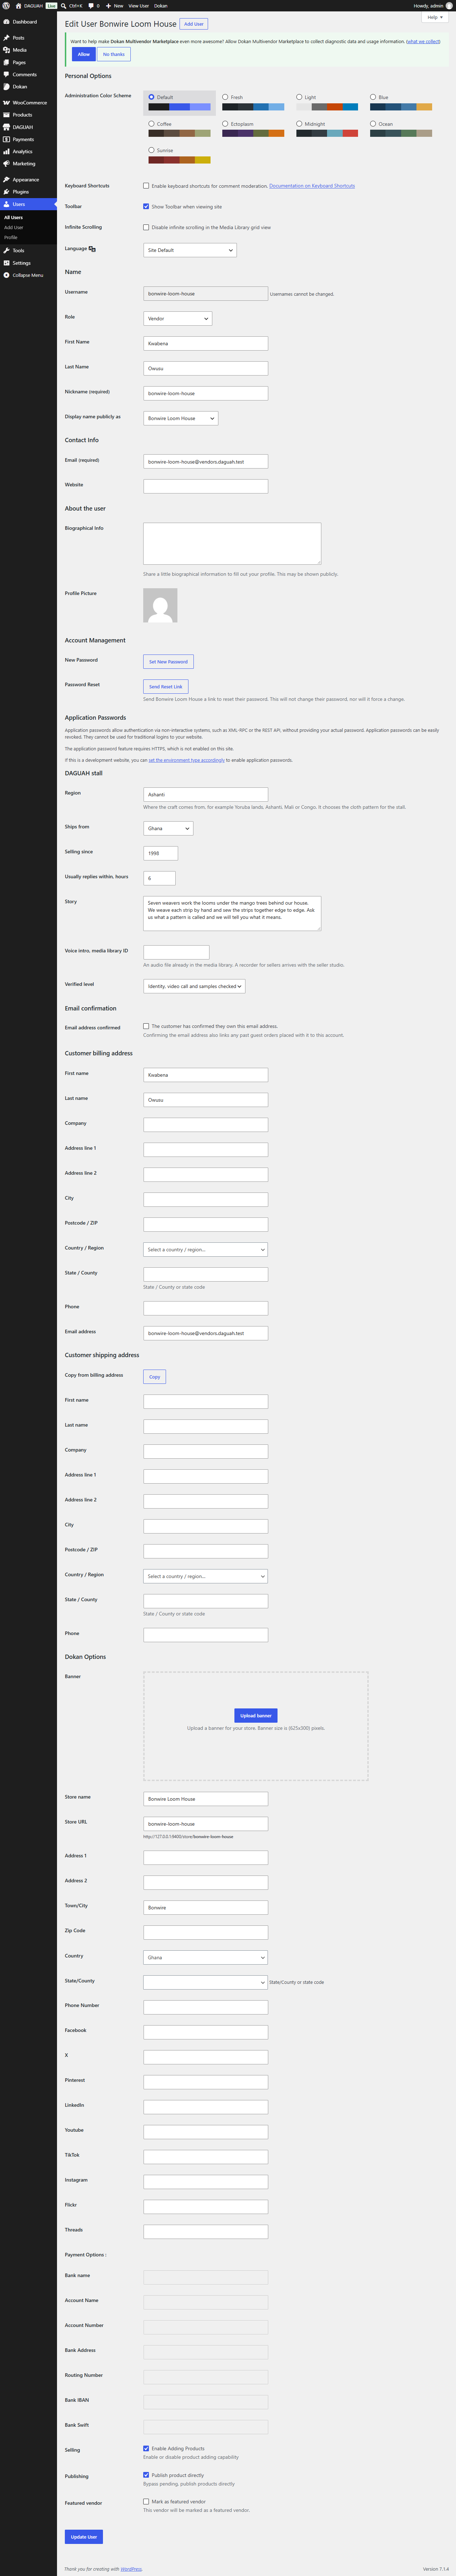 DAGUAH Live Ctrl+K 0 New View User Dokan Howdy, admin
Dashboard
Posts
Media
Pages
Comments
Dokan
WooCommerce
Products
DAGUAH
Payments
Analytics
Marketing
Appearance
Plugins
Users
All Users
Add User
Profile
Tools
Settings
Collapse Menu
Help
Edit User Bonwire Loom House Add User
Want to help make Dokan Multivendor Marketplace even more awesome? Allow Dokan Multivendor Marketplace to collect diagnostic data and usage information. (what we collect)
Allow No thanks
Personal Options
Administration Color Scheme
Default Fresh Light Blue
Coffee Ectoplasm Midnight Ocean
Sunrise
Keyboard Shortcuts Enable keyboard shortcuts for comment moderation. Documentation on Keyboard Shortcuts
Toolbar Show Toolbar when viewing site
Infinite Scrolling Disable infinite scrolling in the Media Library grid view
Language Site Default
Name
Username bonwire-loom-house Usernames cannot be changed.
Role Vendor
First Name Kwabena
Last Name Owusu
Nickname (required) bonwire-loom-house
Display name publicly as Bonwire Loom House
Contact Info
Email (required) bonwire-loom-house@vendors.daguah.test
Website
About the user
Biographical Info
Share a little biographical information to fill out your profile. This may be shown publicly.
Profile Picture
Account Management
New Password Set New Password
Password Reset Send Reset Link
Send Bonwire Loom House a link to reset their password. This will not change their password, nor will it force a change.
Application Passwords
Application passwords allow authentication via non-interactive systems, such as XML-RPC or the REST API, without providing your actual password. Application passwords can be easily
revoked. They cannot be used for traditional logins to your website.
The application password feature requires HTTPS, which is not enabled on this site.
If this is a development website, you can set the environment type accordingly to enable application passwords.
DAGUAH stall
Region Ashanti
Where the craft comes from, for example Yoruba lands, Ashanti, Mali or Congo. It chooses the cloth pattern for the stall.
Ships from Ghana
Selling since 1998
Usually replies within, hours 6
Story Seven weavers work the looms under the mango trees behind our house.
We weave each strip by hand and sew the strips together edge to edge. Ask
us what a pattern is called and we will tell you what it means.
Voice intro, media library ID
An audio file already in the media library. A recorder for sellers arrives with the seller studio.
Verified level Identity, video call and samples checked
Email confirmation
Email address confirmed The customer has confirmed they own this email address.
Confirming the email address also links any past guest orders placed with it to this account.
Customer billing address
First name Kwabena
Last name Owusu
Company
Address line 1
Address line 2
City
Postcode / ZIP
Country / Region Select a country / region...
State / County
State / County or state code
Phone
Email address bonwire-loom-house@vendors.daguah.test
Customer shipping address
Copy from billing address Copy
First name
Last name
Company
Address line 1
Address line 2
City
Postcode / ZIP
Country / Region Select a country / region...
State / County
State / County or state code
Phone
Dokan Options
Banner
Upload banner
Upload a banner for your store. Banner size is (625x300) pixels.
Store name Bonwire Loom House
Store URL bonwire-loom-house
http://127.0.0.1:9400/store/bonwire-loom-house
Address 1
Address 2
Town/City Bonwire
Zip Code
Country Ghana
State/County State/County or state code
Phone Number
Facebook
X
Pinterest
LinkedIn
Youtube
TikTok
Instagram
Flickr
Threads
Payment Options :
Bank name
Account Name
Account Number
Bank Address
Routing Number
Bank IBAN
Bank Swift
Selling Enable Adding Products
Enable or disable product adding capability
Publishing Publish product directly
Bypass pending, publish products directly
Featured vendor Mark as featured vendor
This vendor will be marked as a featured vendor.
Update User
Thank you for creating with WordPress. Version 7.1.4